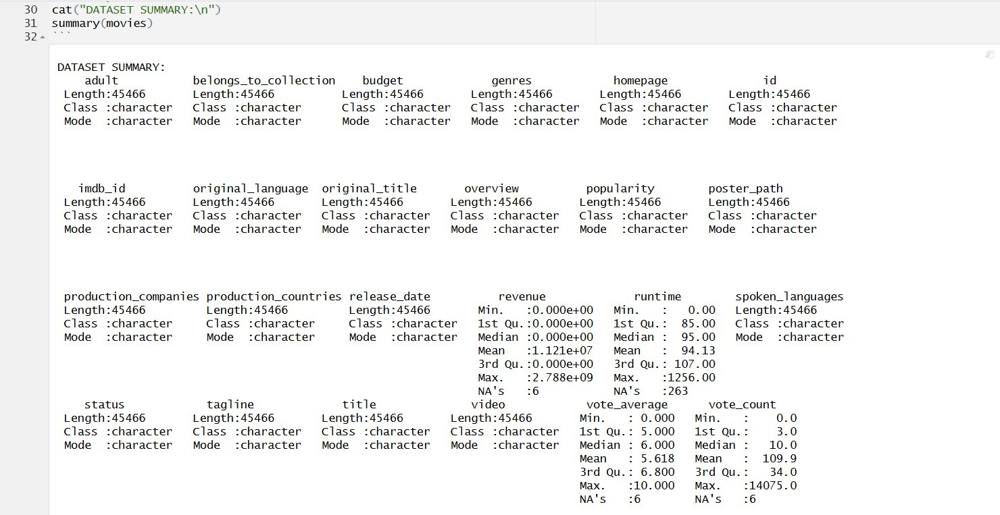 30 cat("DATASET SUMMARY:\n")
31 summary(movies)
32 ```
DATASET SUMMARY:
adult belongs_to_collection budget genres homepage id
Length:45466 Length:45466 Length:45466 Length:45466 Length:45466 Length:45466
Class :character Class :character Class :character Class :character Class :character Class :character
Mode :character Mode :character Mode :character Mode :character Mode :character Mode :character
imdb_id original_language original_title overview popularity poster_path
Length:45466 Length:45466 Length:45466 Length:45466 Length:45466 Length:45466
Class :character Class :character Class :character Class :character Class :character Class :character
Mode :character Mode :character Mode :character Mode :character Mode :character Mode :character
production_companies production_countries release_date revenue runtime spoken_languages
Length:45466 Length:45466 Length:45466 Min. :0.000e+00 Min. : 0.00 Length:45466
Class :character Class :character Class :character 1st Qu.:0.000e+00 1st Qu.: 85.00 Class :character
Mode :character Mode :character Mode :character Median :0.000e+00 Median : 95.00 Mode :character
Mean :1.121e+07 Mean : 94.13
3rd Qu.:0.000e+00 3rd Qu.: 107.00
Max. :2.788e+09 Max. :1256.00
NA's :6 NA's :263
status tagline title video vote_average vote_count
Length:45466 Length:45466 Length:45466 Length:45466 Min. : 0.000 Min. : 0.0
Class :character Class :character Class :character Class :character 1st Qu.: 5.000 1st Qu.: 3.0
Mode :character Mode :character Mode :character Mode :character Median : 6.000 Median : 10.0
Mean : 5.618 Mean : 109.9
3rd Qu.: 6.800 3rd Qu.: 34.0
Max. :10.000 Max. :14075.0
NA's :6 NA's :6